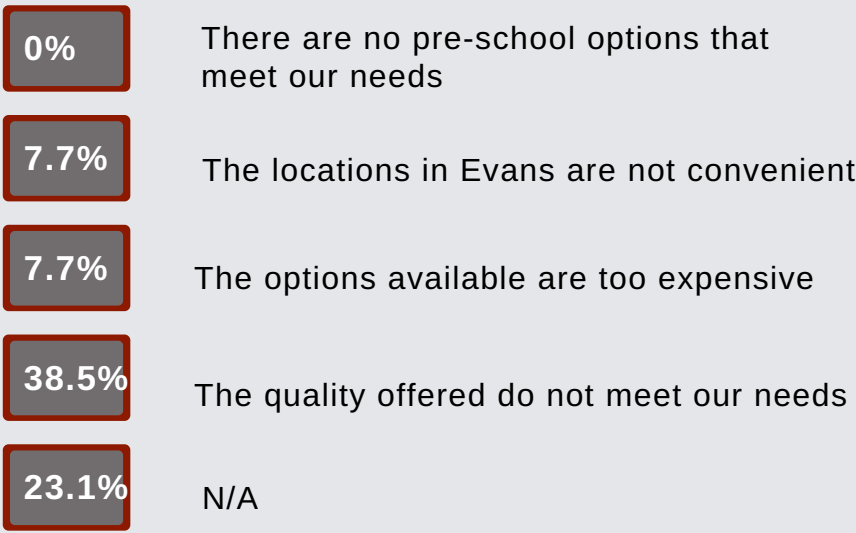 0%
There are no pre-school options that
meet our needs
7.7%
The locations in Evans are not convenient
7.7%
The options available are too expensive
38.5%
The quality offered do not meet our needs
23.1%
N/A